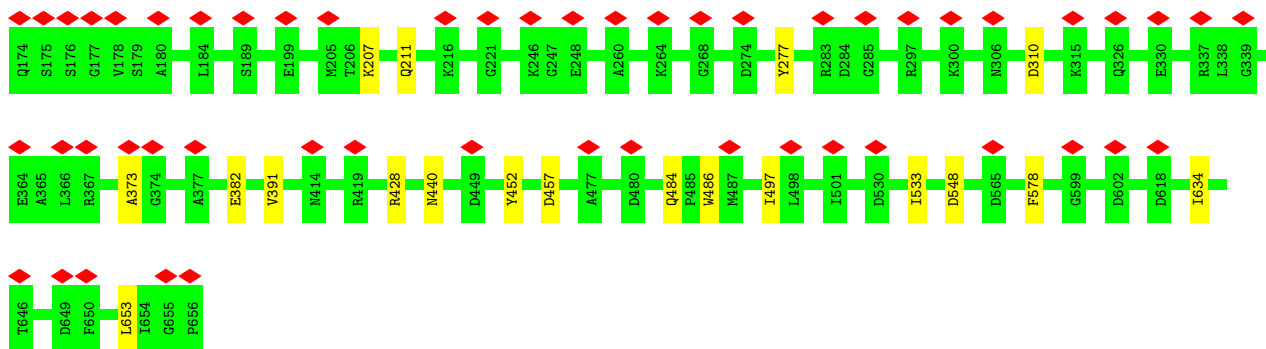 Q174 S175 S176 G177 V178 S179 A180 L184 S189 E199 M205 T206 K207 Q211 K216 G221 K246 G247 E248 A260 K264 G268 D274 Y277 R283 D284 G285 R297 K300 N306 D310 K315 Q326 E330 R337 L338 G339
E364 A365 L366 R367 A373 G374 A377 E382 V391 N414 R419 R428 N440 D449 Y452 D457 A477 D480 Q484 P485 W486 M487 I497 L498 I501 D530 I533 D548 D565 F578 G599 D602 D618 I634
T646 D649 F650 L653 I654 G655 P656